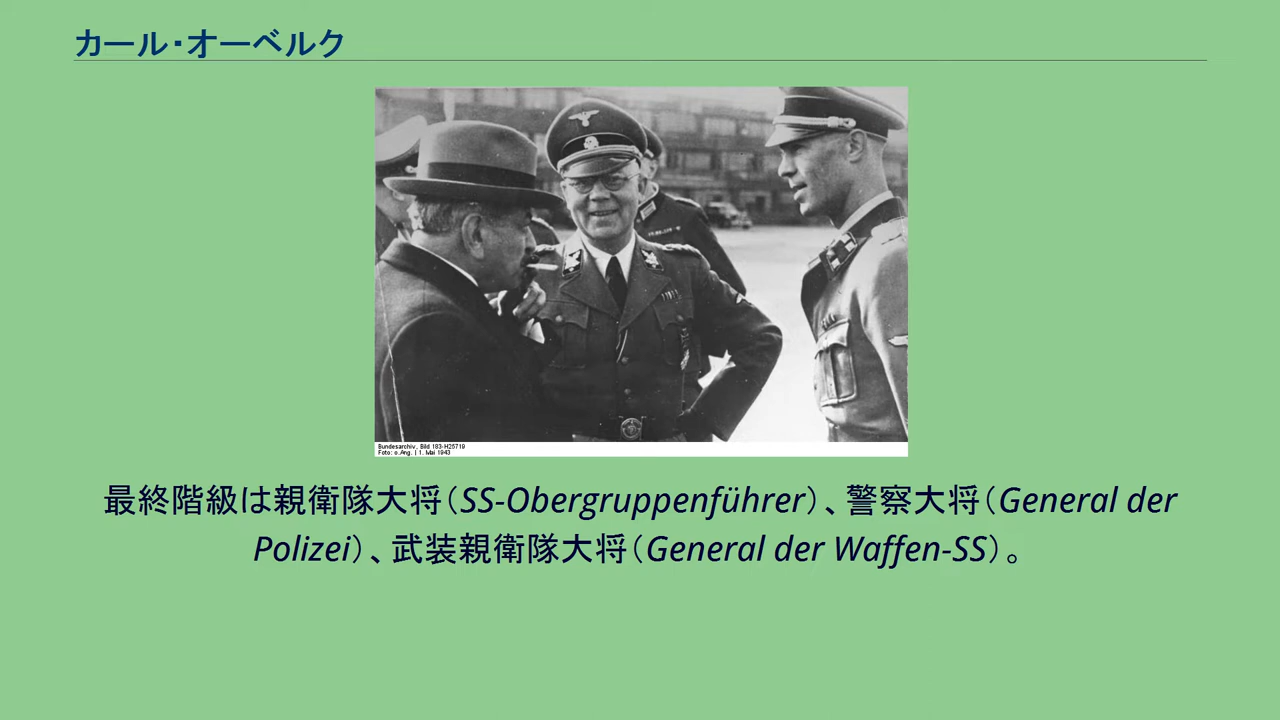 カール・オーベルク
Bundesarchiv, Bild 183-H25719
Foto: o.Ang. | 1. Mai 1943
最終階級は親衛隊大将（SS-Obergruppenführer）、警察大将（General der
Polizei）、武装親衛隊大将（General der Waffen-SS）。